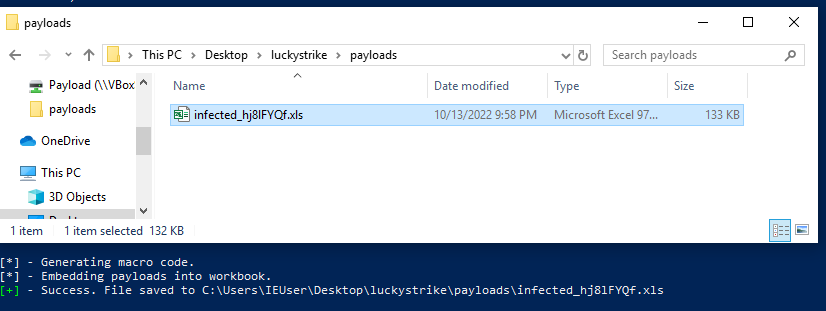 payloads
This PC > Desktop > luckystrike > payloads
Search payloads
Payload (\\VBox
payloads
OneDrive
This PC
3D Objects
Name Date modified Type Size
infected_hj8lFYQf.xls 10/13/2022 9:58 PM Microsoft Excel 97... 133 KB
1 item 1 item selected 132 KB
[*] - Generating macro code.
[*] - Embedding payloads into workbook.
[+] - Success. File saved to C:\Users\IEUser\Desktop\luckystrike\payloads\infected_hj8lFYQf.xls